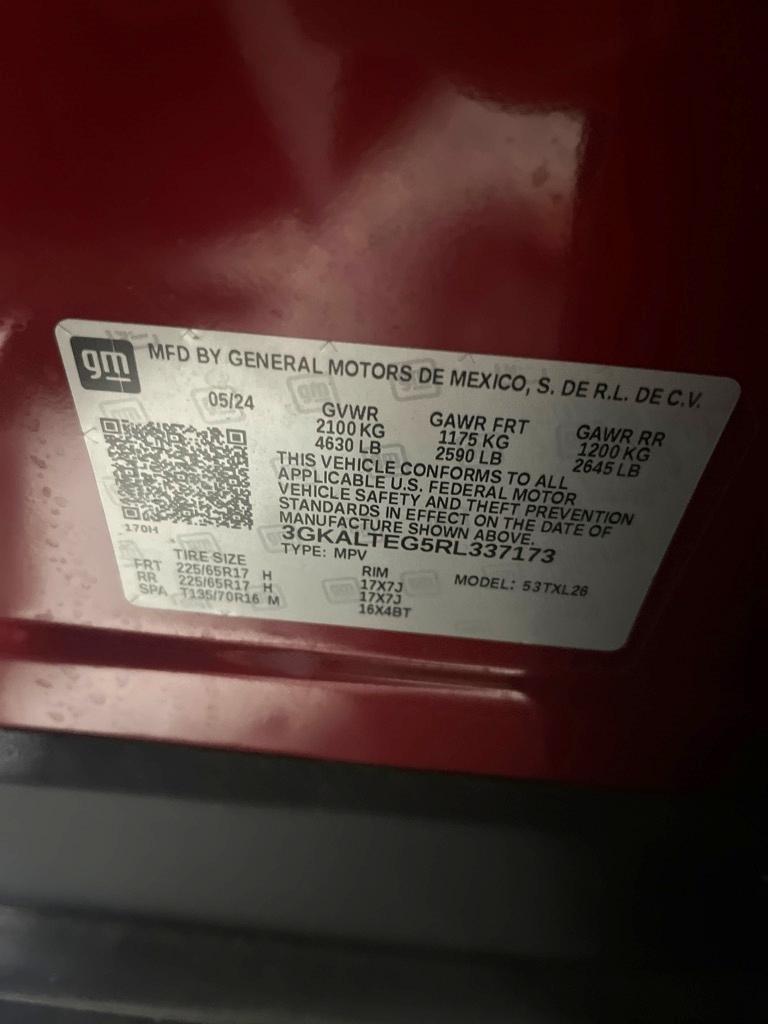 gm MFD BY GENERAL MOTORS DE MEXICO, S. DE R.L. DE C.V.
05/24
GVWR GAWR FRT GAWR RR
2100 KG 1175 KG 1200 KG
4630 LB 2590 LB 2645 LB
THIS VEHICLE CONFORMS TO ALL
APPLICABLE U.S. FEDERAL MOTOR
VEHICLE SAFETY AND THEFT PREVENTION
STANDARDS IN EFFECT ON THE DATE OF
MANUFACTURE SHOWN ABOVE.
170H
3GKALTEG5RL337173
TYPE: MPV
MODEL: 53TXL26
TIRE SIZE RIM
FRT 225/65R17 H 17X7J
RR 225/65R17 H 17X7J
SPA T135/70R16 M 16X4BT